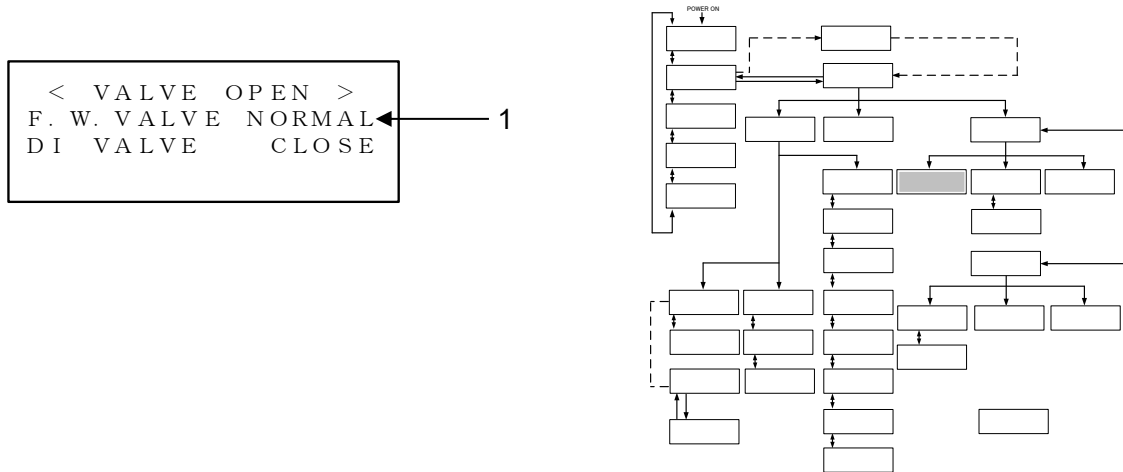 POWER ON
< VALVE OPEN >
F. W. VALVE NORMAL
1
DI VALVE CLOSE